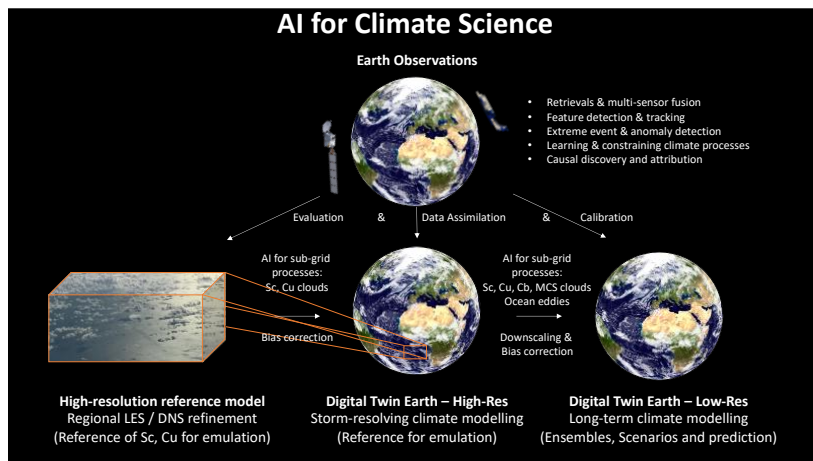 AI for Climate Science
Earth Observations
• Retrievals & multi-sensor fusion
• Feature detection & tracking
• Extreme event & anomaly detection
• Learning & constraining climate processes
• Causal discovery and attribution
Evaluation & Data Assimilation & Calibration
AI for sub-grid
processes:
Sc, Cu clouds
Bias correction
AI for sub-grid
processes:
Sc, Cu, Cb, MCS clouds
Ocean eddies
Downscaling &
Bias correction
High-resolution reference model
Regional LES / DNS refinement
(Reference of Sc, Cu for emulation)
Digital Twin Earth – High-Res
Storm-resolving climate modelling
(Reference for emulation)
Digital Twin Earth – Low-Res
Long-term climate modelling
(Ensembles, Scenarios and prediction)